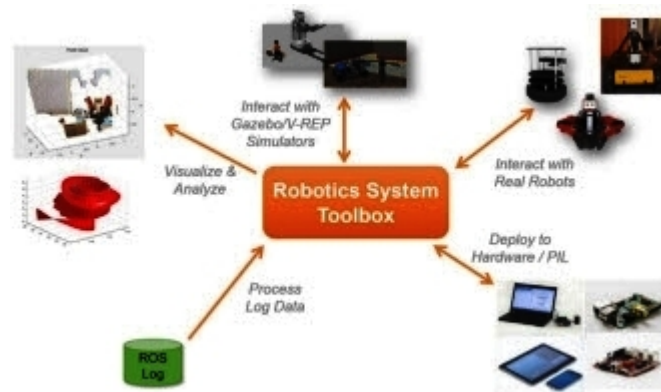 Interact with
Gazebo/V-REP
Simulators
Interact with
Real Robots
Visualize &
Analyze
Robotics System
Toolbox
Deploy to
Hardware / PIL
Process
Log Data
ROS
Log